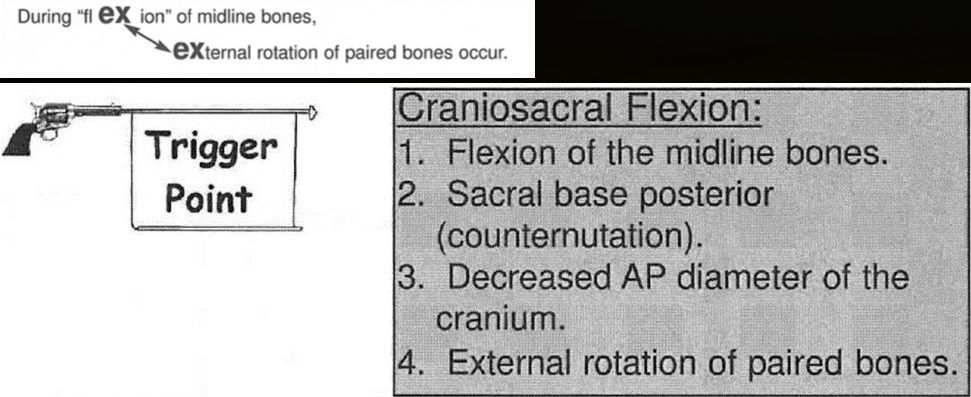 During “fl ex ion” of midline bones,
external rotation of paired bones occur.
Trigger
Point
Craniosacral Flexion:
1. Flexion of the midline bones.
2. Sacral base posterior
(counternutation).
3. Decreased AP diameter of the
cranium.
4. External rotation of paired bones.